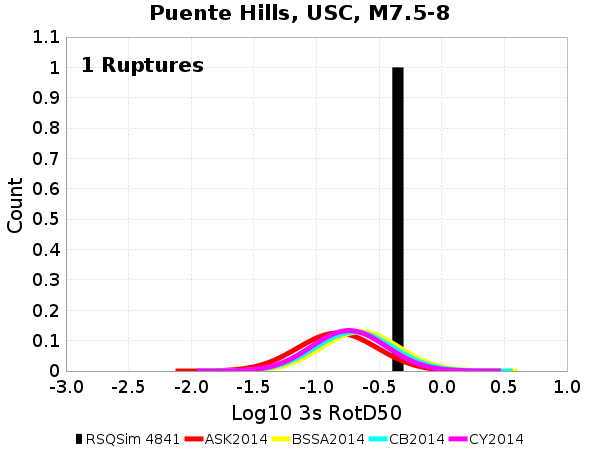 Puente Hills, USC, M7.5-8
1.1
1 Ruptures
1
0.9
0.8
0.7
0.6
0.5
0.4
0.3
0.2
0.1
0
Count
-3.0 -2.5 -2.0 -1.5 -1.0 -0.5 0.0 0.5 1.0
Log10 3s RotD50
RSQSim 4841 ASK2014 BSSA2014 CB2014 CY2014